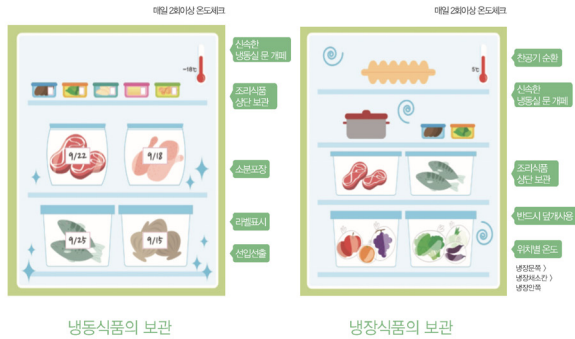 매일 2회이상 온도체크
-18℃
신속한
냉동실 문 개폐
조리식품
상단 보관
9/22
9/18
소분포장
9/25
9/15
라벨표시
선입선출
냉동식품의 보관
매일 2회이상 온도체크
5℃
찬공기 순환
신속한
냉동실 문 개폐
조리식품
상단 보관
반드시 덮개사용
위치별 온도
냉장문쪽 >
냉장채소칸 >
냉장안쪽
냉장식품의 보관